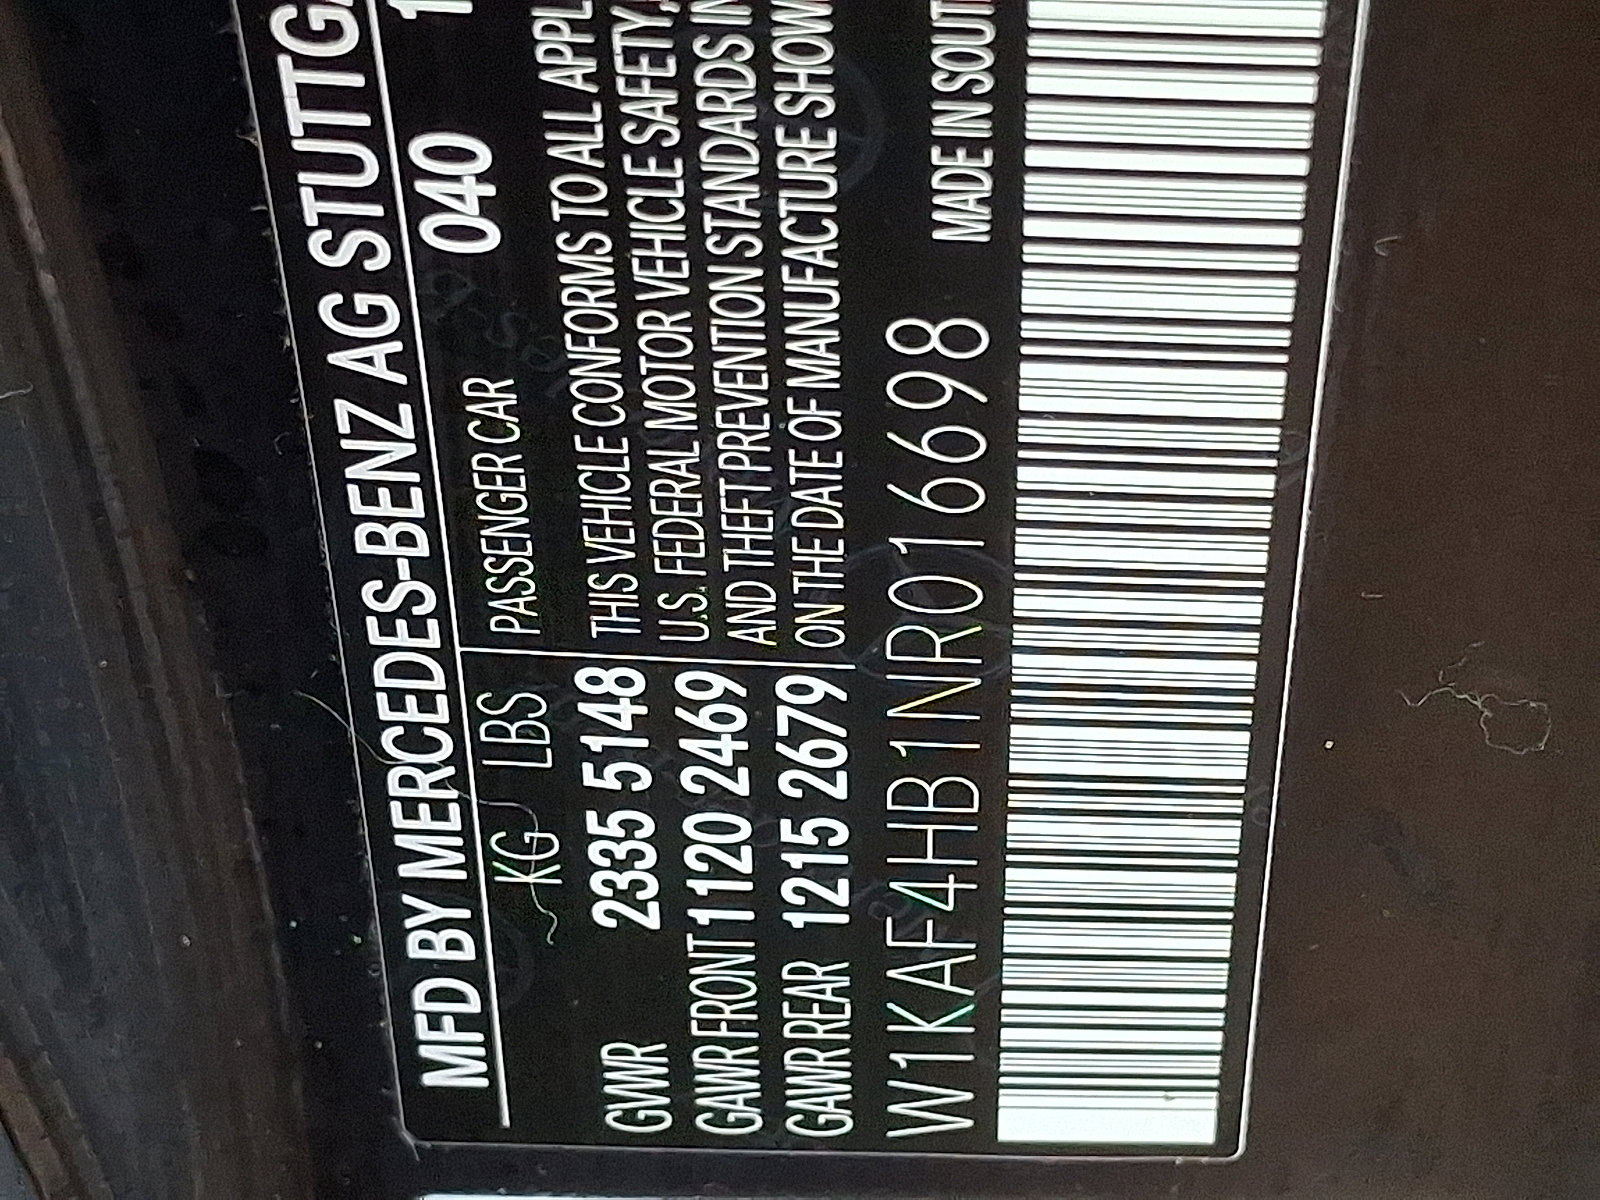 MFD BY MERCEDES-BENZ AG STUTTGA
040 1
KG LBS PASSENGER CAR
GVWR 2335 5148 THIS VEHICLE CONFORMS TO ALL APPL
GAWR FRONT 1120 2469 U.S. FEDERAL MOTOR VEHICLE SAFETY,
GAWR REAR 1215 2679 AND THEFT PREVENTION STANDARDS IN
ON THE DATE OF MANUFACTURE SHOW
W1KAF4HB1NR016698 MADE IN SOUT